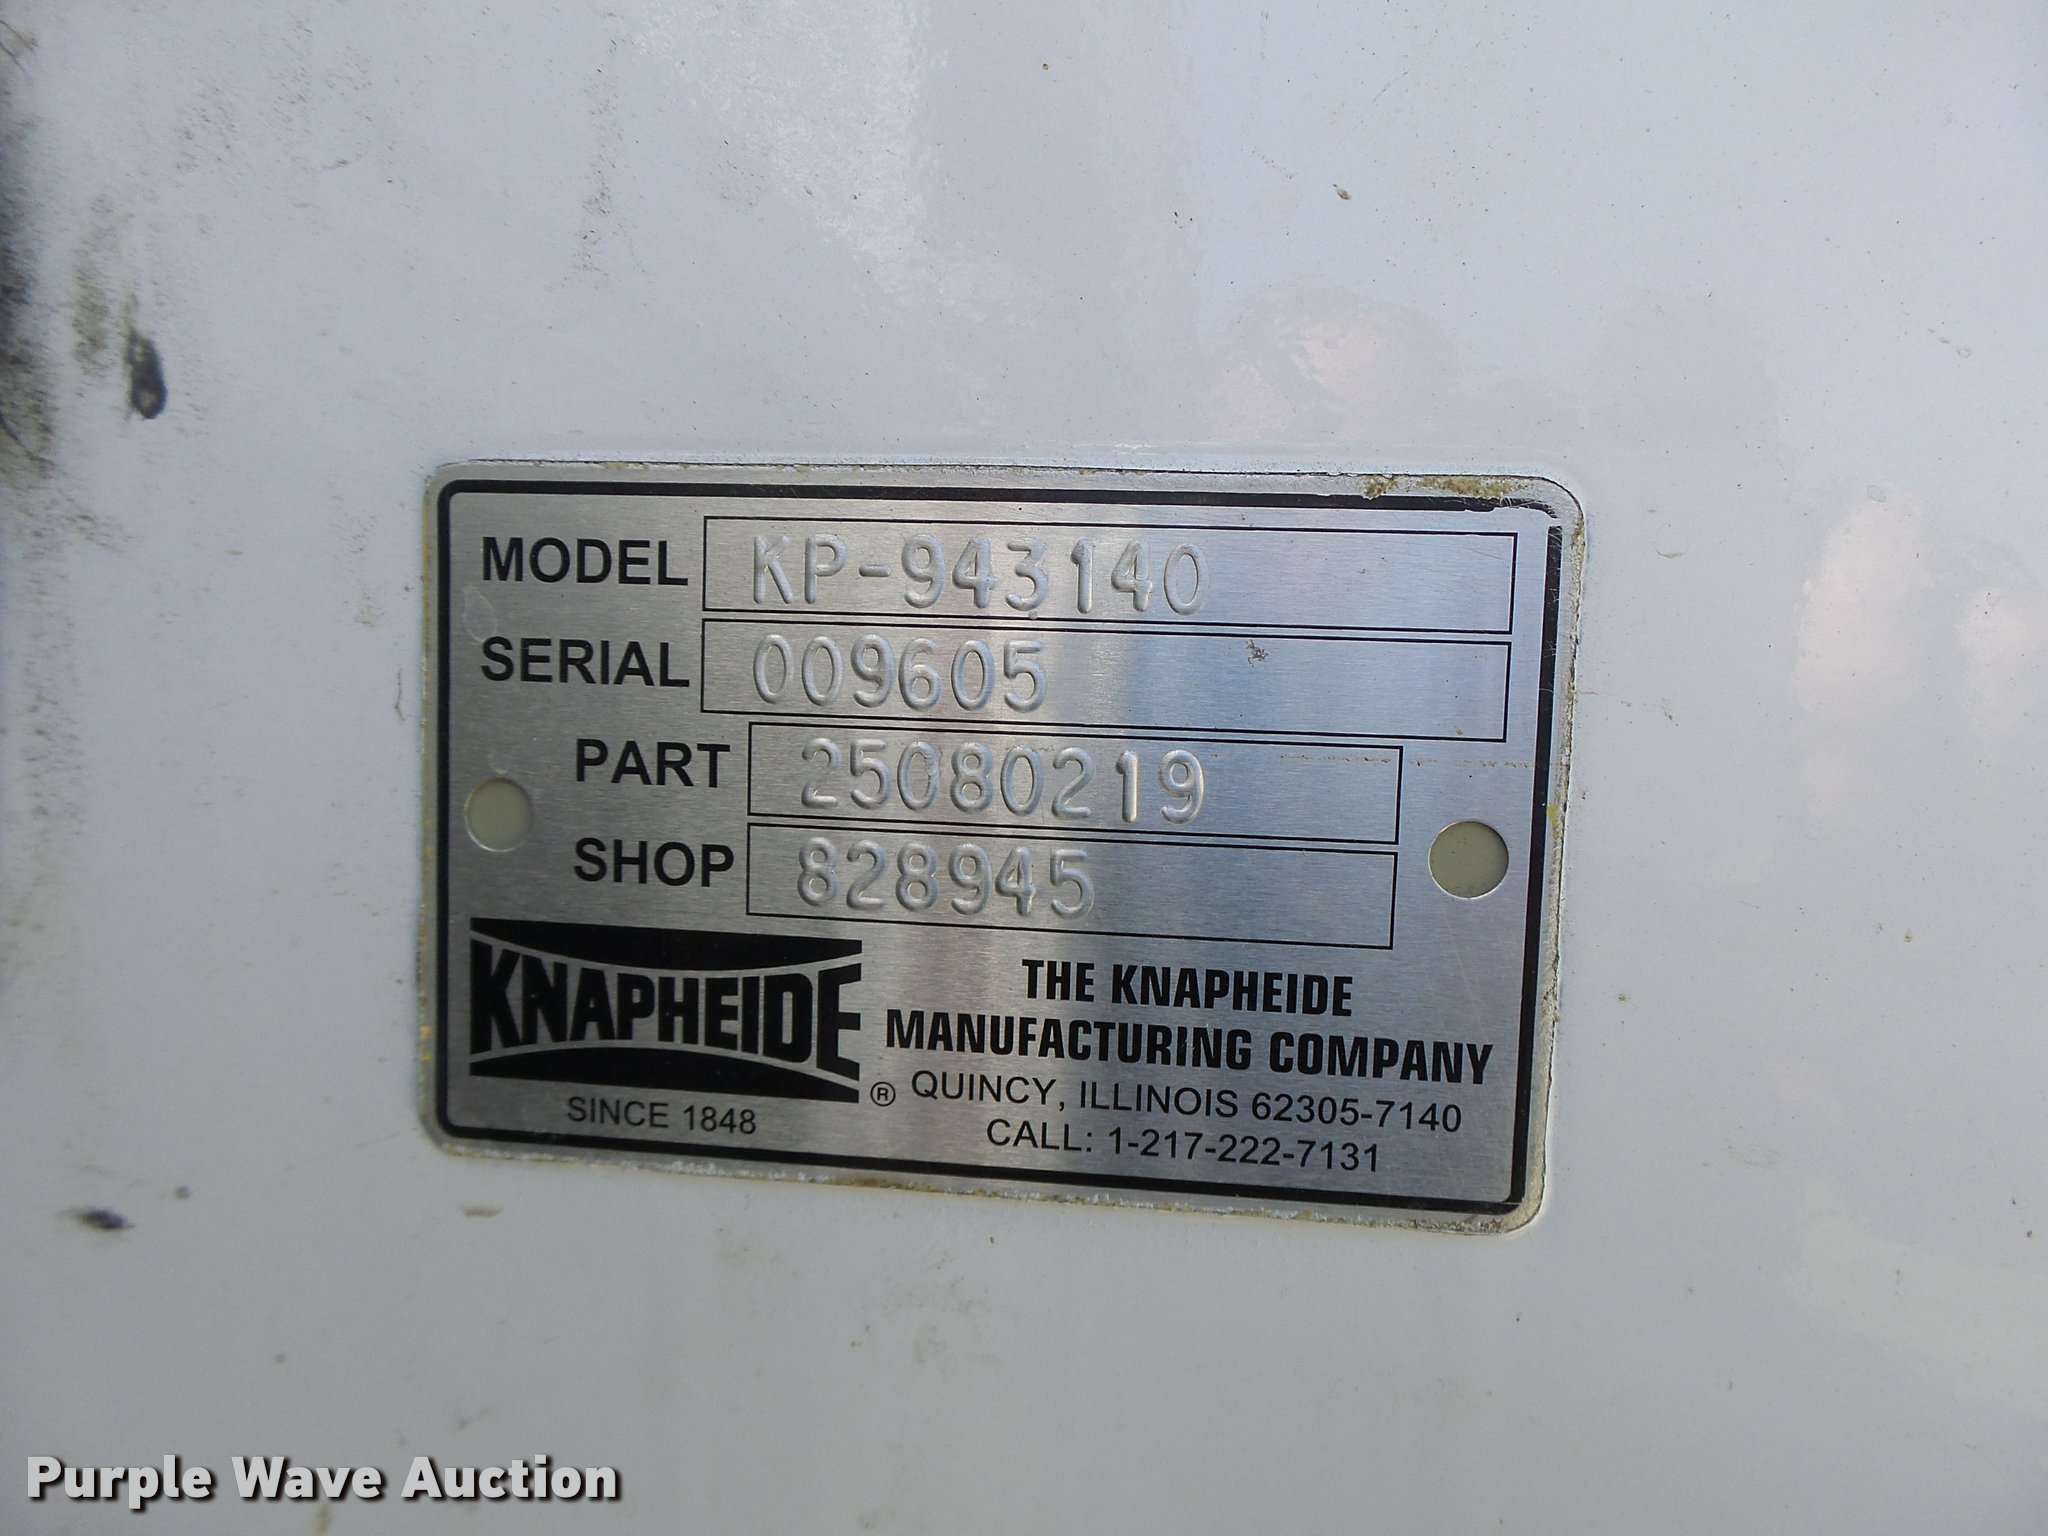 MODEL KP-943140
SERIAL 009605
PART 25080219
SHOP 828945
KNAPHEIDE ®
SINCE 1848
THE KNAPHEIDE
MANUFACTURING COMPANY
QUINCY, ILLINOIS 62305-7140
CALL: 1-217-222-7131
Purple Wave Auction